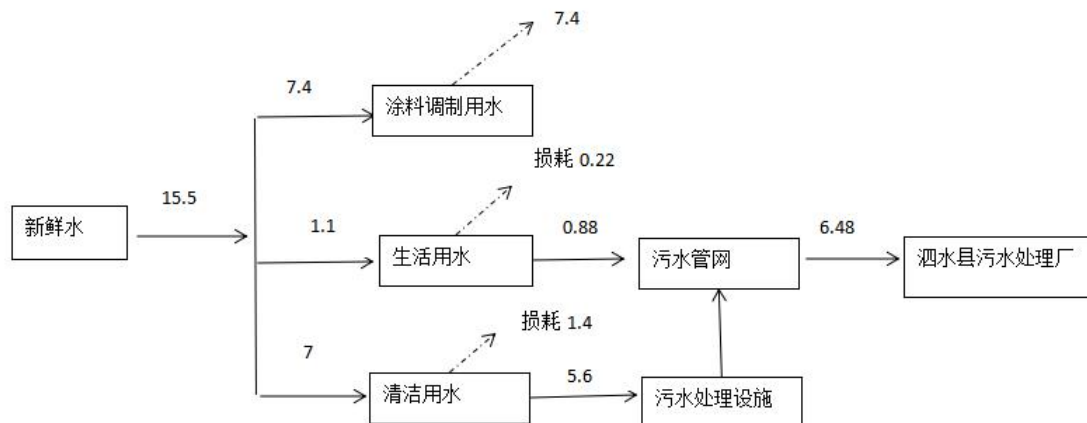 7.4
7.4
涂料调制用水
损耗 0.22
15.5
新鲜水
1.1
生活用水
0.88
污水管网
6.48
泗水县污水处理厂
损耗 1.4
7
清洁用水
5.6
污水处理设施